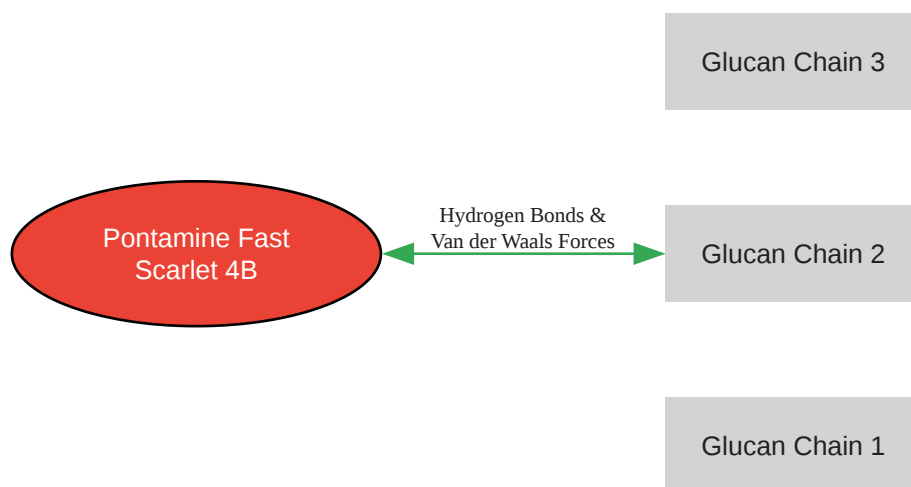 Glucan Chain 3
Pontamine Fast
Scarlet 4B
Hydrogen Bonds &
Van der Waals Forces
Glucan Chain 2
Glucan Chain 1